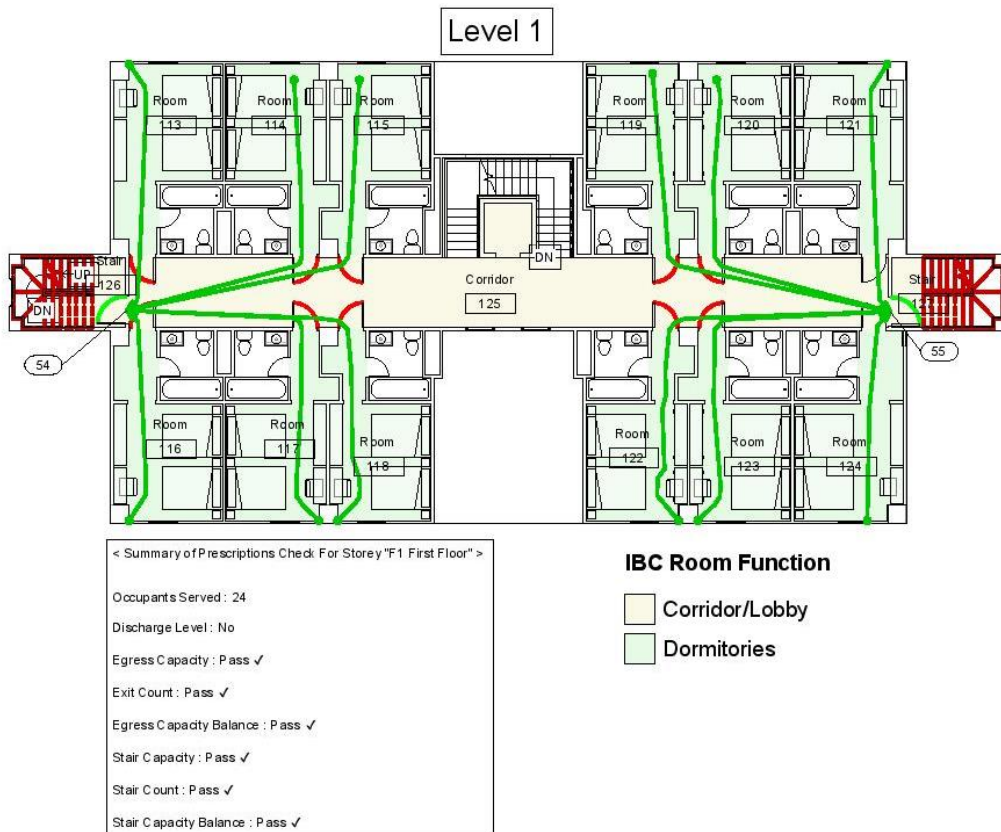 Level 1
Room
113
Room
114
Room
115
Room
119
Room
120
Room
121
Stair
126
UP
DN
DN
Corridor
125
Stair
127
54
55
Room
116
Room
117
Room
118
Room
122
Room
123
Room
124
< Summary of Prescriptions Check For Storey "F1 First Floor" >
Occupants Served : 24
Discharge Level : No
Egress Capacity : Pass ✓
Exit Count : Pass ✓
Egress Capacity Balance : Pass ✓
Stair Capacity : Pass ✓
Stair Count : Pass ✓
Stair Capacity Balance : Pass ✓
IBC Room Function
Corridor/Lobby
Dormitories